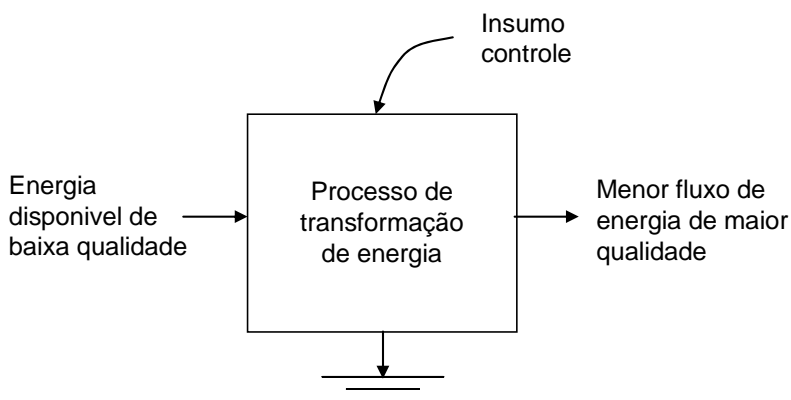 Insumo
controle
Energia
disponivel de
baixa qualidade
Processo de
transformação
de energia
Menor fluxo de
energia de maior
qualidade